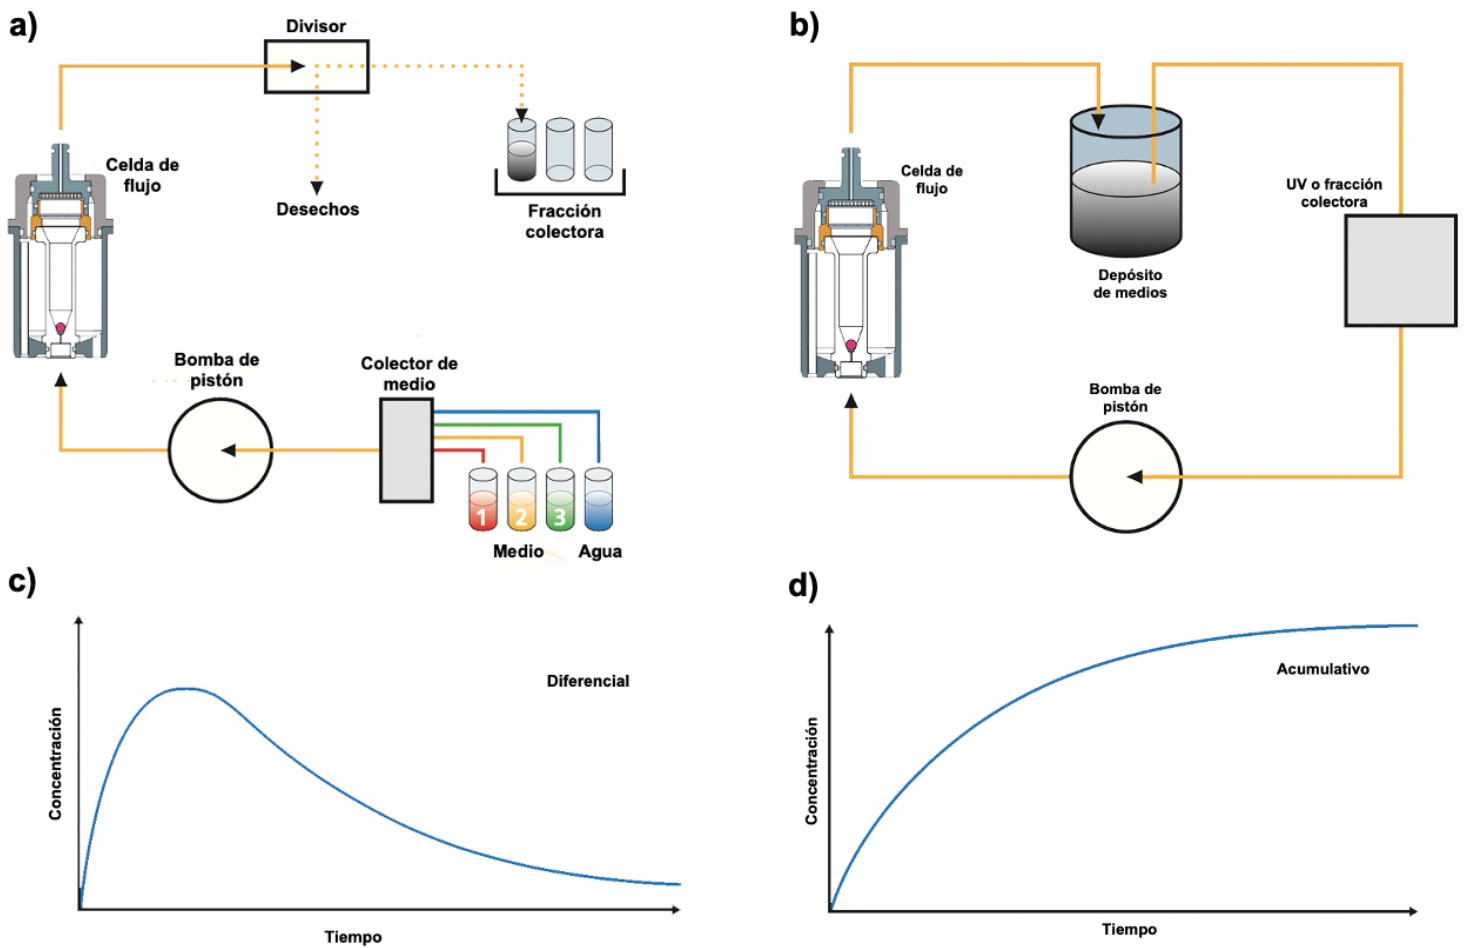 a)
Divisor
Celda de
flujo
Desechos
Fracción
colectora
Bomba de
pistón
Colector de
medio
1
2
3
Medio
Agua
b)
Celda de
flujo
UV o fracción
colectora
Depósito
de medios
Bomba de
pistón
c)
Diferencial
Concentración
Tiempo
d)
Acumulativo
Concentración
Tiempo